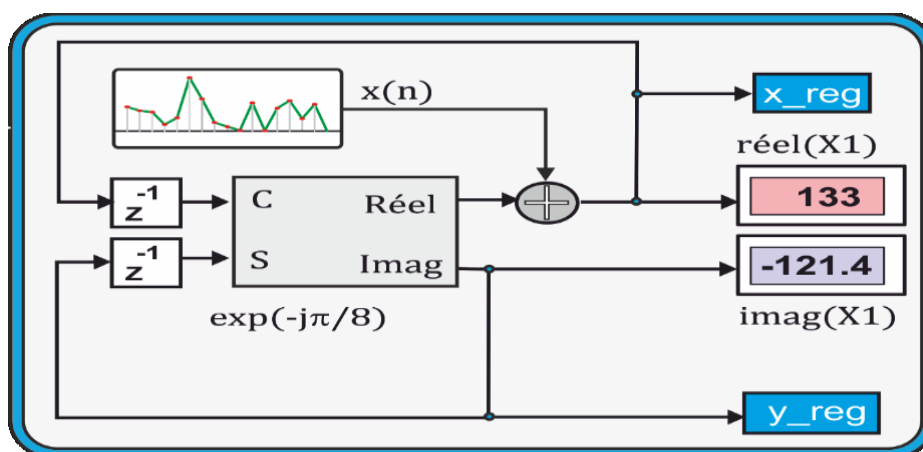 x(n)
x_reg
réel(X1)
z⁻¹
C
Réel
133
z⁻¹
S
Imag
-121.4
exp(-jπ/8)
imag(X1)
y_reg